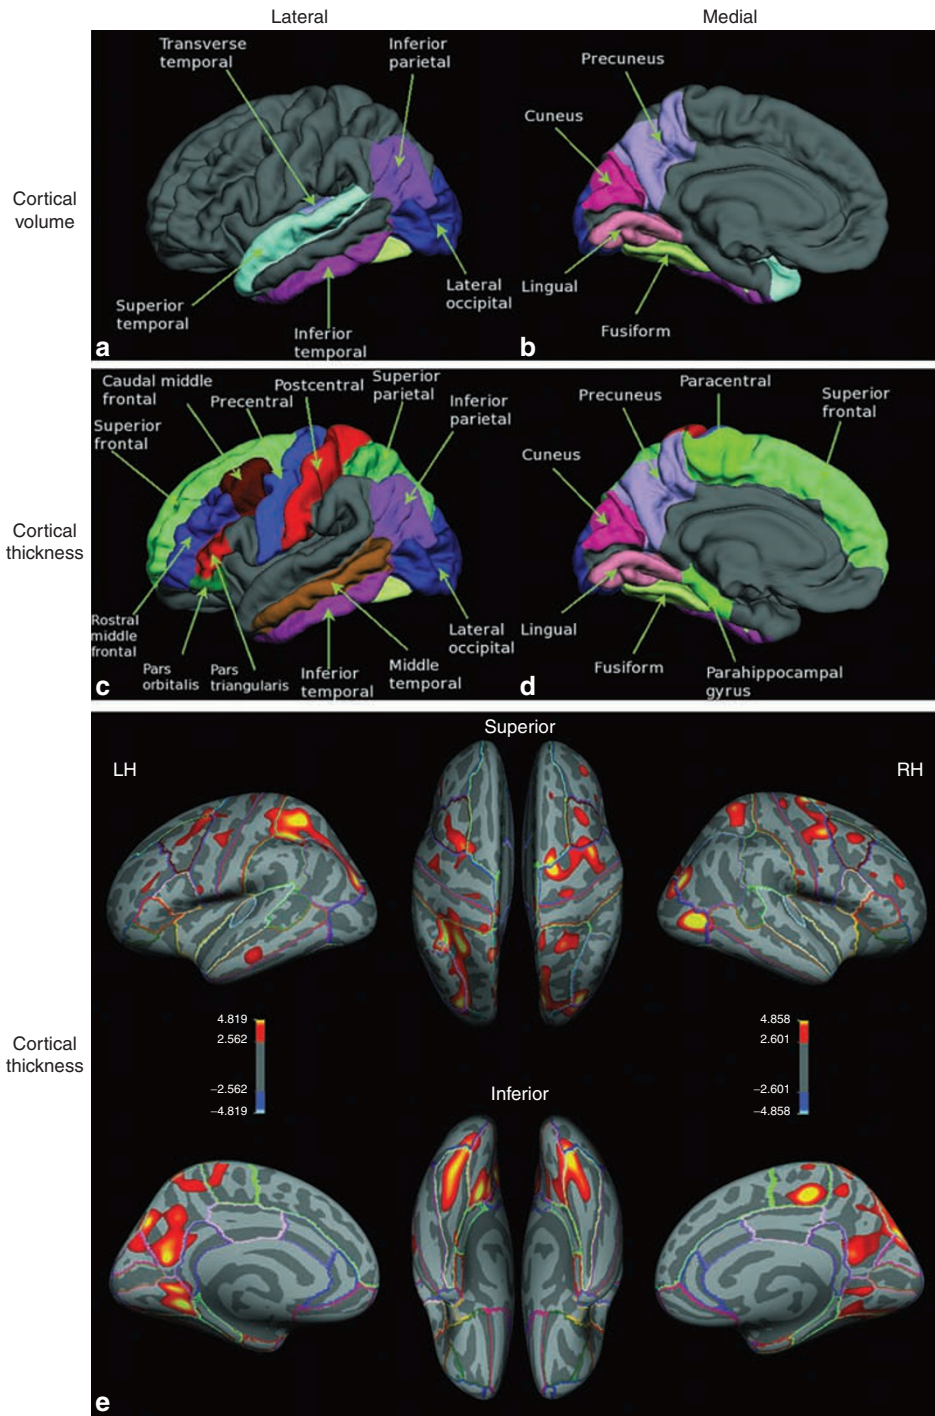 Lateral
Medial
Cortical
volume
Transverse
temporal
Inferior
parietal
Superior
temporal
Inferior
temporal
Lateral
occipital
a
Precuneus
Cuneus
Lingual
Fusiform
b
Cortical
thickness
Caudal middle
frontal
Precentral
Postcentral
Superior
parietal
Inferior
parietal
Superior
frontal
Rostral
middle
frontal
Pars
orbitalis
Pars
triangularis
Inferior
temporal
Middle
temporal
Lateral
occipital
c
Precuneus
Paracentral
Superior
frontal
Cuneus
Lingual
Fusiform
Parahippocampal
gyrus
d
Cortical
thickness
Superior
LH
RH
4.819
2.562
−2.562
−4.819
4.858
2.601
−2.601
−4.858
Inferior
e